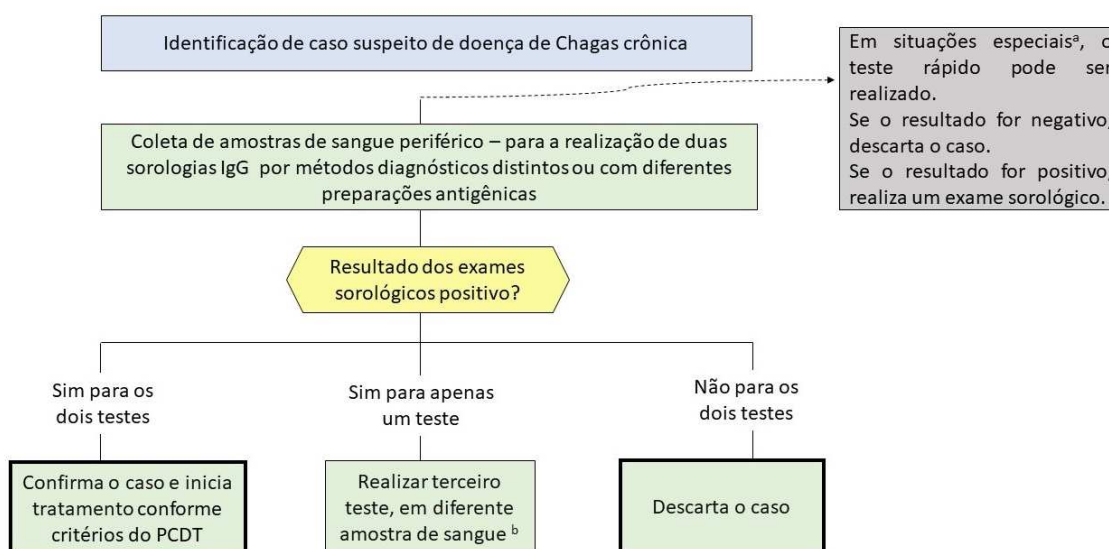 Identificação de caso suspeito de doença de Chagas crônica
Em situações especiaisᵃ, o
teste rápido pode ser
realizado.
Se o resultado for negativo,
descarta o caso.
Se o resultado for positivo,
realiza um exame sorológico.
Coleta de amostras de sangue periférico – para a realização de duas
sorologias IgG por métodos diagnósticos distintos ou com diferentes
preparações antigênicas
Resultado dos exames
sorológicos positivo?
Sim para os
dois testes
Sim para apenas
um teste
Não para os
dois testes
Confirma o caso e inicia
tratamento conforme
critérios do PCDT
Realizar terceiro
teste, em diferente
amostra de sangue ᵇ
Descarta o caso